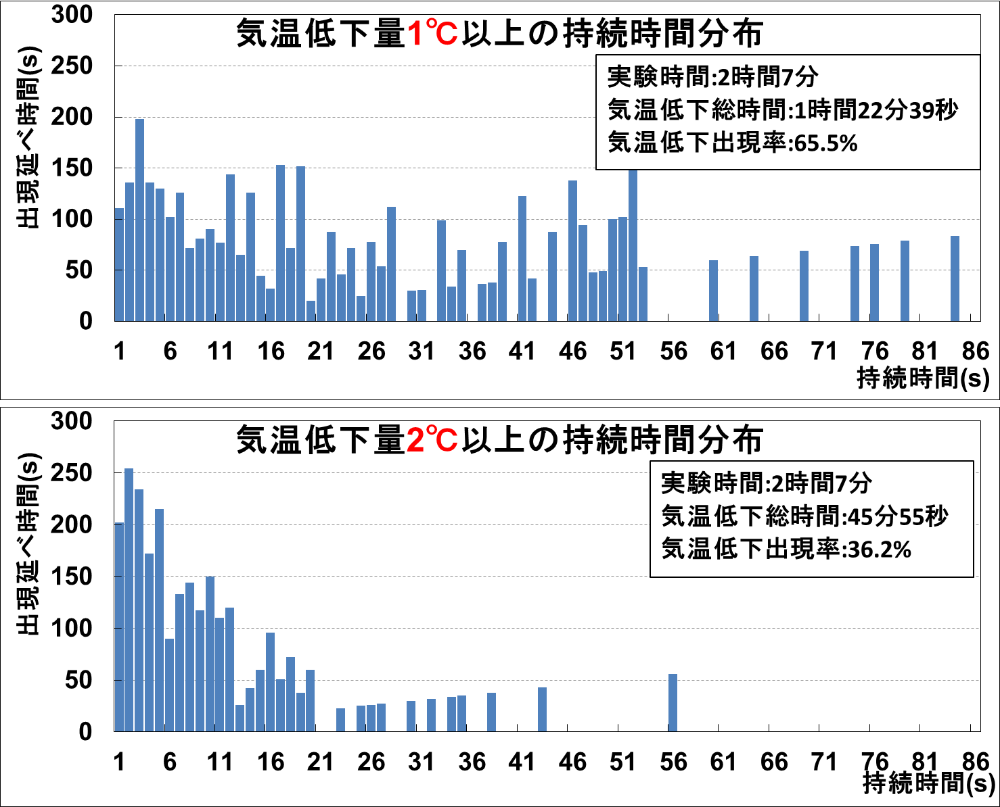 気温低下量1℃以上の持続時間分布
実験時間:2時間7分
気温低下総時間:1時間22分39秒
気温低下出現率:65.5%
出現延べ時間(s)
300
250
200
150
100
50
0
1 6 11 16 21 26 31 36 41 46 51 56 61 66 71 76 81 86
持続時間(s)
気温低下量2℃以上の持続時間分布
実験時間:2時間7分
気温低下総時間:45分55秒
気温低下出現率:36.2%
出現延べ時間(s)
300
250
200
150
100
50
0
1 6 11 16 21 26 31 36 41 46 51 56 61 66 71 76 81 86
持続時間(s)